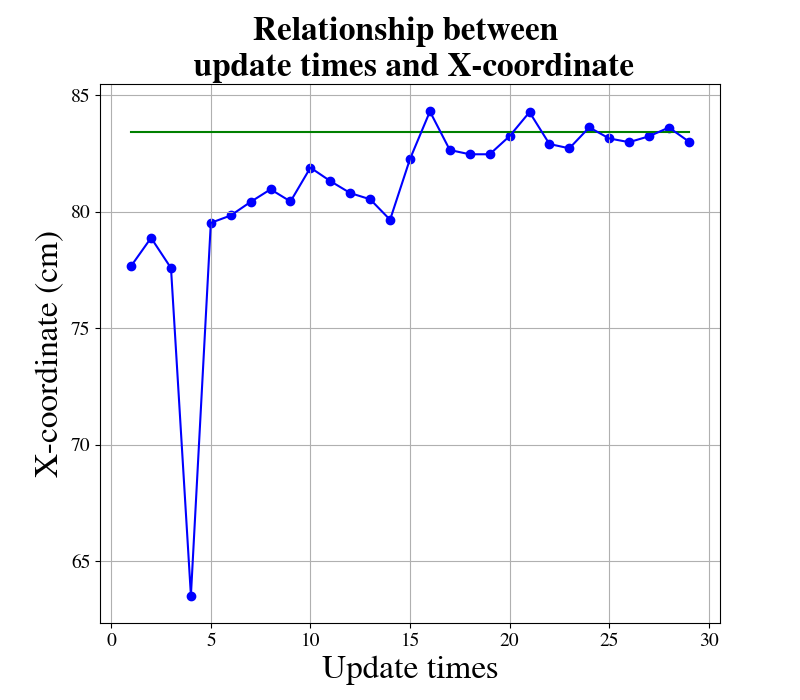 Relationship between
update times and X-coordinate
85
80
75
70
65
X-coordinate (cm)
0 5 10 15 20 25 30
Update times